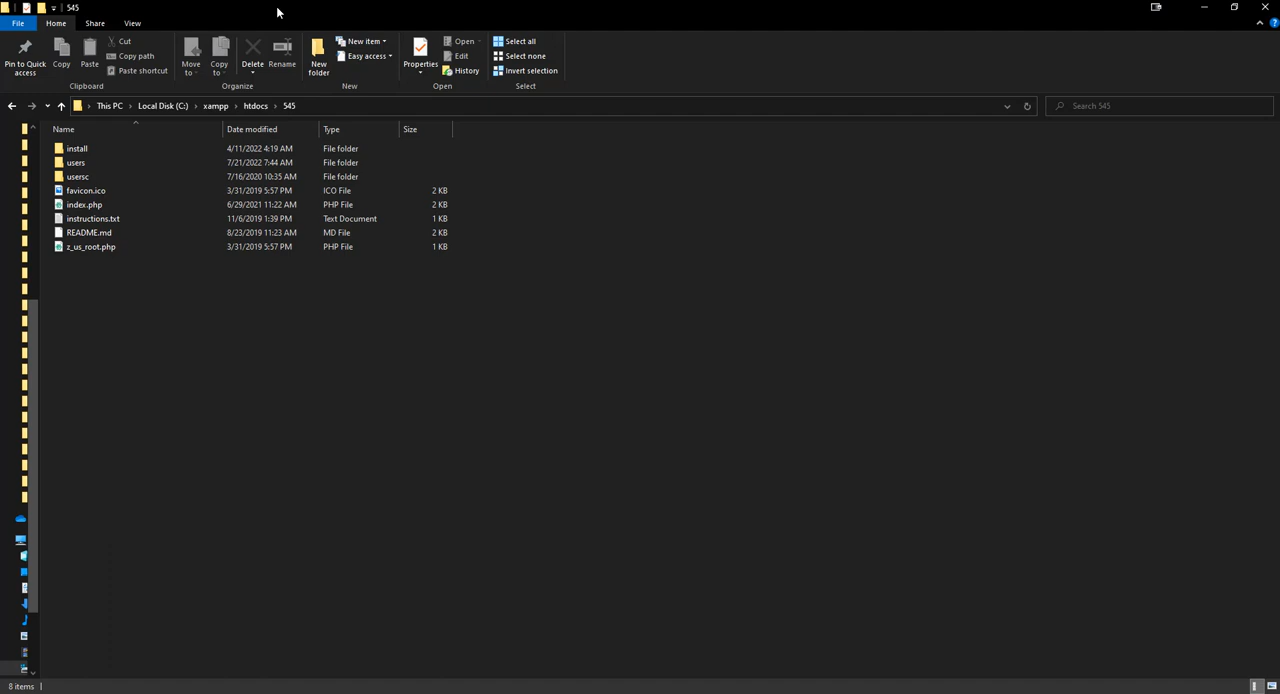 545
File Home Share View
Pin to Quick access
Copy
Paste
Cut
Copy path
Paste shortcut
Clipboard
Move to
Copy to
Delete
Rename
Organize
New folder
New item
Easy access
New
Properties
Open
Edit
History
Open
Select all
Select none
Invert selection
Select
This PC > Local Disk (C:) > xampp > htdocs > 545
Search 545
Name Date modified Type Size
install 4/11/2022 4:19 AM File folder
users 7/21/2022 7:44 AM File folder
usersc 7/16/2020 10:35 AM File folder
favicon.ico 3/31/2019 5:57 PM ICO File 2 KB
index.php 6/29/2021 11:22 AM PHP File 2 KB
instructions.txt 11/6/2019 1:39 PM Text Document 1 KB
README.md 8/23/2019 11:23 AM MD File 2 KB
z_us_root.php 3/31/2019 5:57 PM PHP File 1 KB
8 items